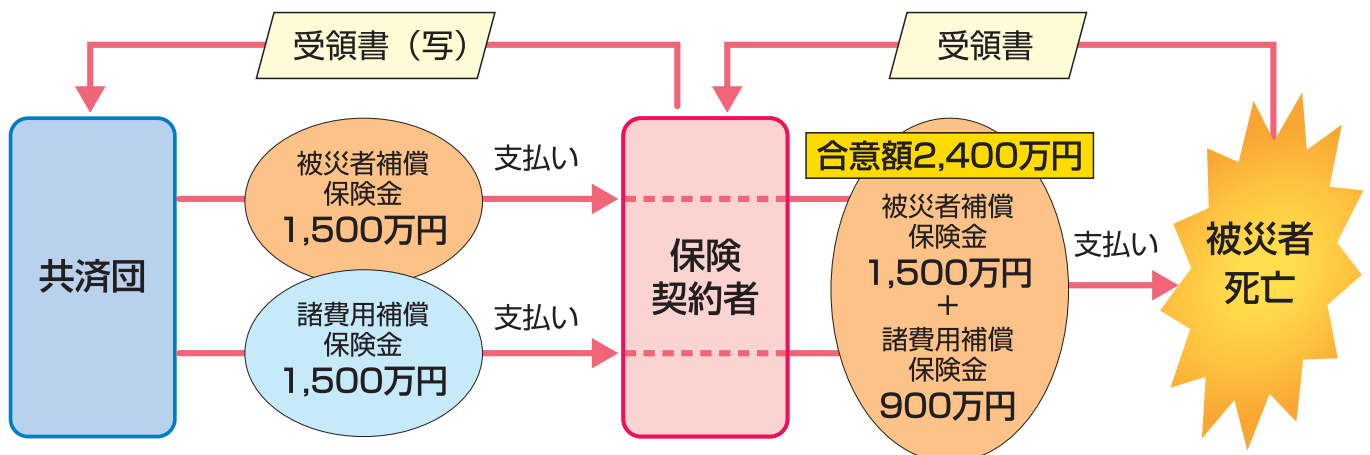 受領書（写）
受領書
共済団
被災者補償
保険金
1,500万円
支払い
諸費用補償
保険金
1,500万円
支払い
保険
契約者
合意額2,400万円
被災者補償
保険金
1,500万円
＋
諸費用補償
保険金
900万円
支払い
被災者
死亡